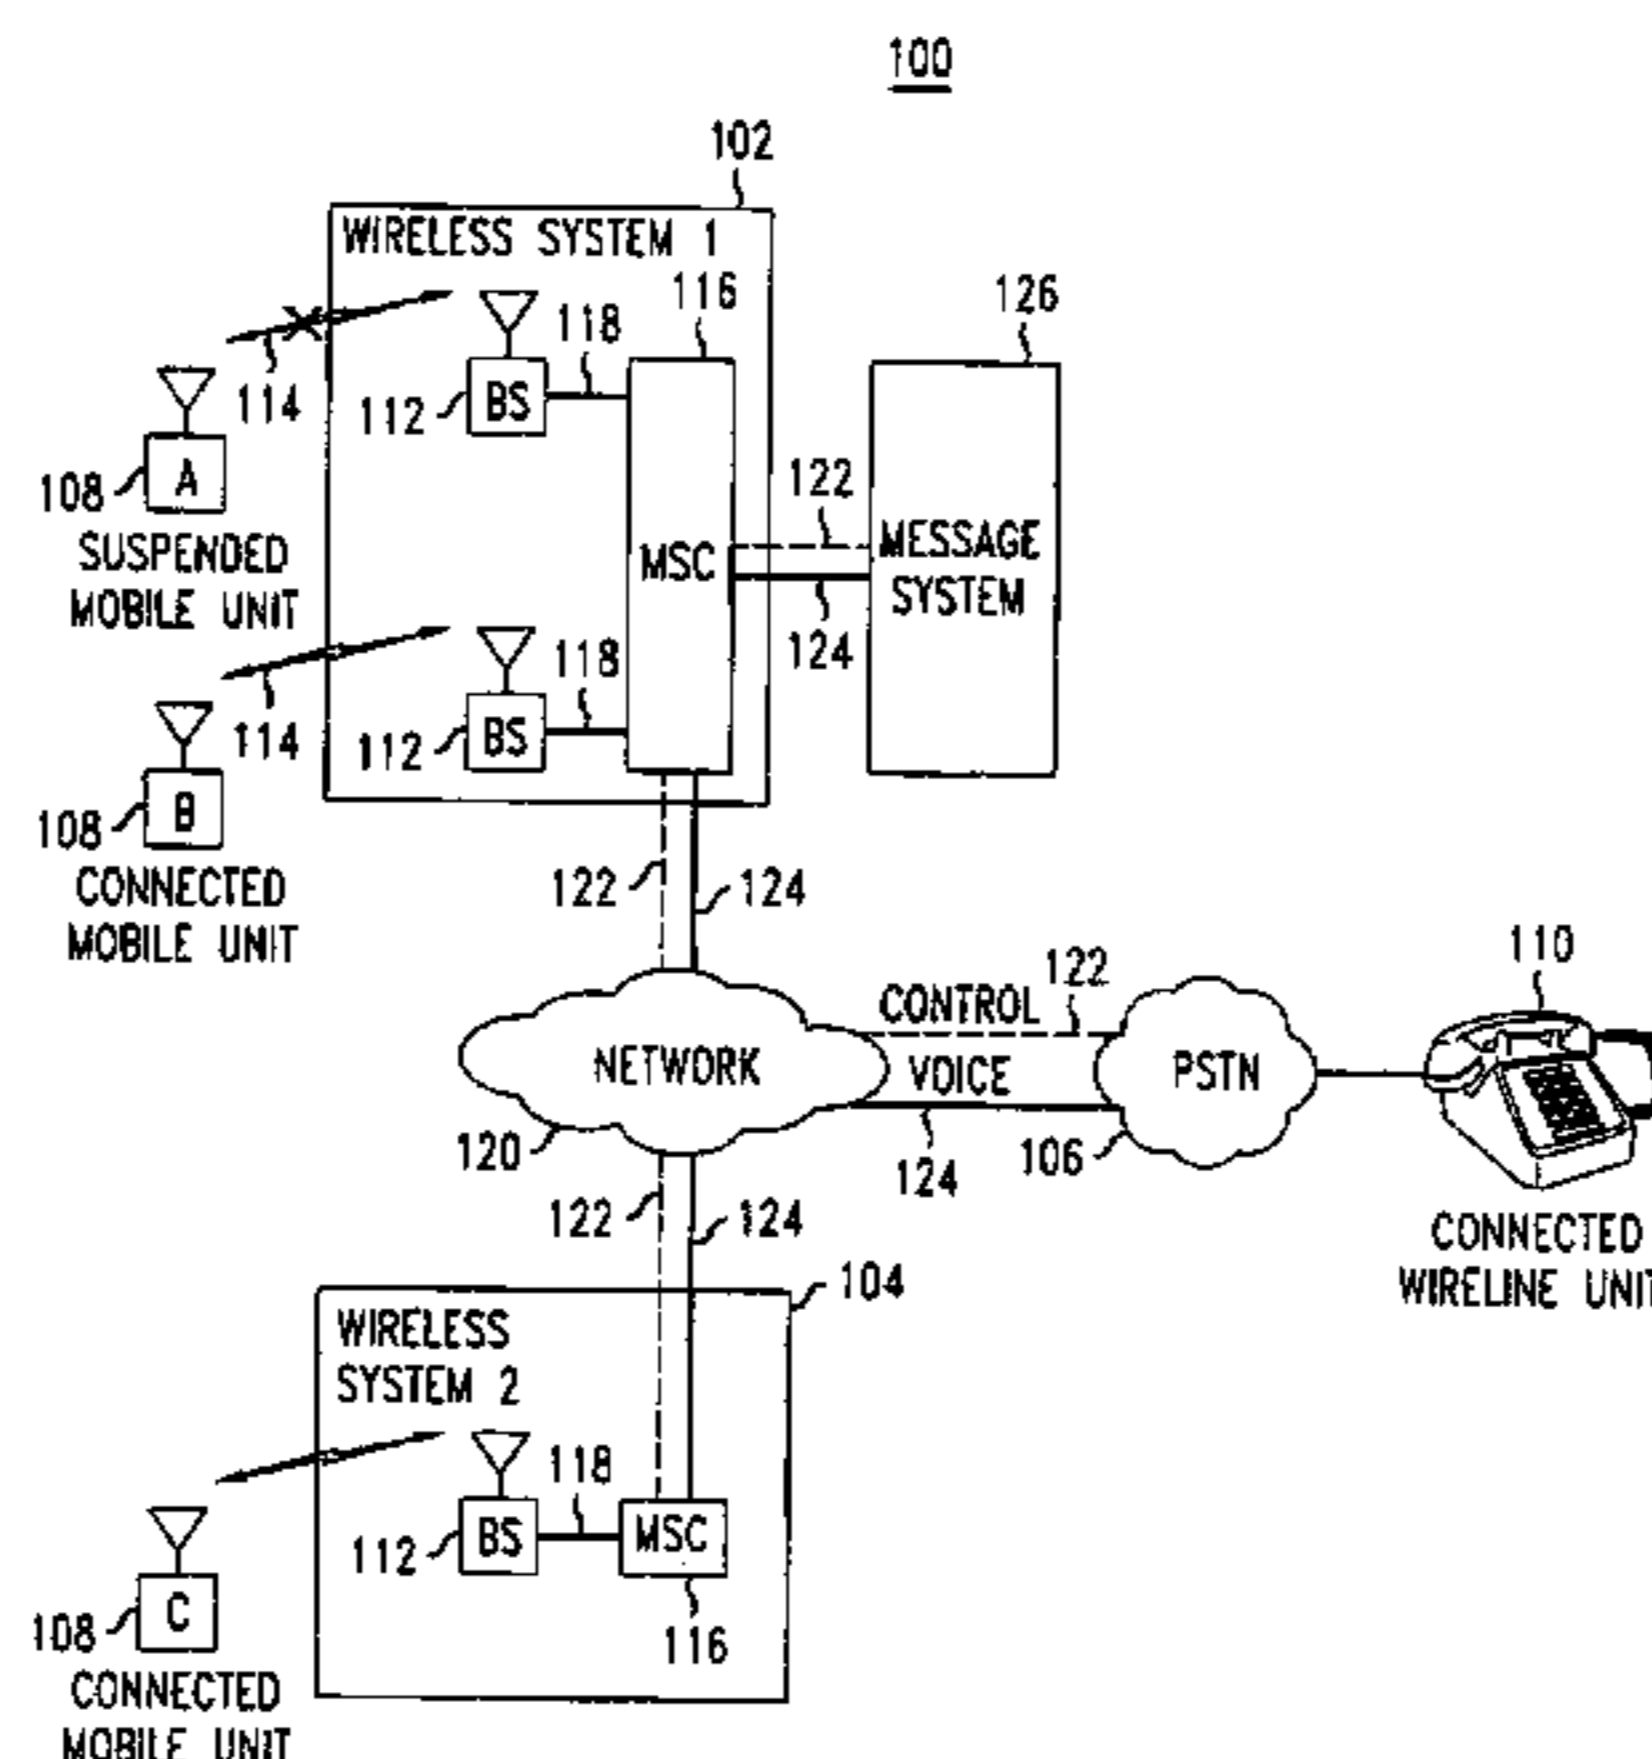 100
102
WIRELESS SYSTEM 1
116
126
118
114
112
BS
A
108
SUSPENDED
MOBILE UNIT
MSC
122
124
MESSAGE
SYSTEM
118
114
112
BS
B
108
CONNECTED
MOBILE UNIT
122
124
110
CONTROL
122
NETWORK
VOICE
PSTN
120
124
106
122
124
CONNECTED
WIRELINE UNIT
104
WIRELESS
SYSTEM 2
118
112
BS
MSC
C
108
116
CONNECTED
MOBILE UNIT